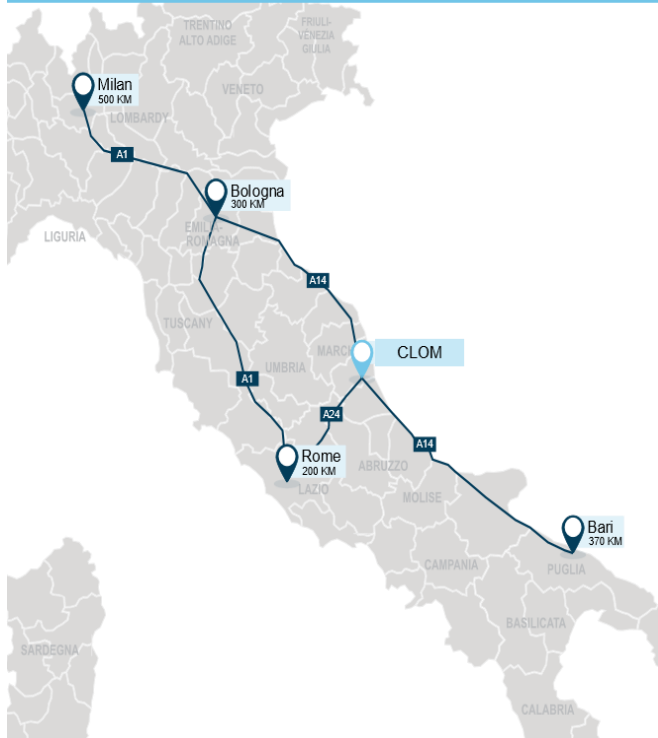 TRENTINO
ALTO ADIGE
FRIULI-
VENEZIA
GIULIA
Milan
500 KM
LOMBARDY
VENETO
A1
Bologna
300 KM
EMILIA-
ROMAGNA
LIGURIA
A14
TUSCANY
MARC
CLOM
UMBRIA
A1
A24
A14
Rome
200 KM
LAZIO
ABRUZZO
MOLISE
Bari
370 KM
PUGLIA
CAMPANIA
BASILICATA
SARDEGNA
CALABRIA